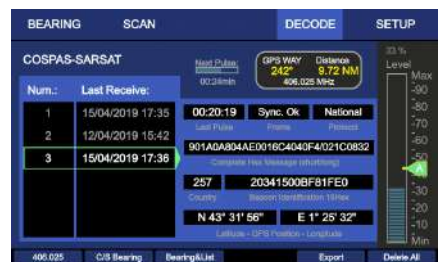 BEARING SCAN DECODE SETUP
COSPAS-SARSAT
Next Pulse:
00:24min
GPS WAY Distance
242° 9.72 NM
406.025 MHz
33 %
Level
Max
Num.: Last Receive:
1 15/04/2019 17:35
2 12/04/2019 15:42
3 15/04/2019 17:36
00:20:19 Sync. Ok National
Last Pulse Frame Protocol
901A0A804AE0016C4040F4/021C0832
Complete Hex Message (short/long)
257 20341500BF81FE0
Country Beacon Identification 15Hex
N 43° 31' 56" E 1° 25' 32"
Latitude - GPS Position - Longitude
-90
-80
-70
-60
-50
A
-30
-20
-10
Min
406.025 C/S Bearing Bearing&List Export Delete All